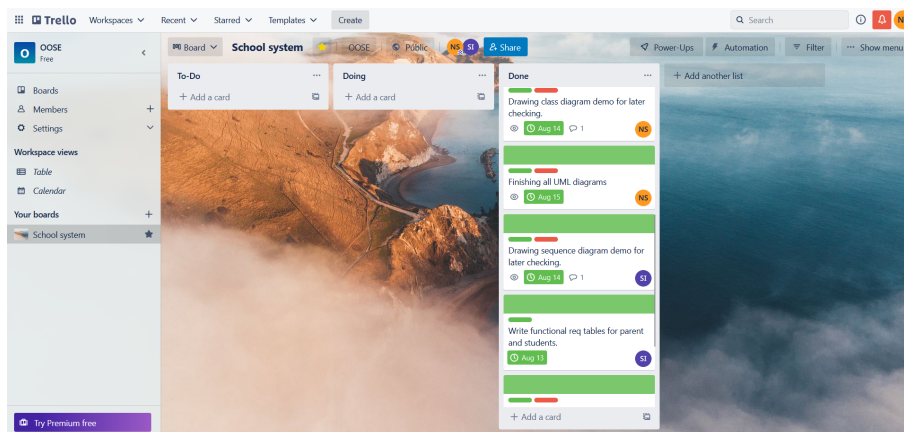 Trello Workspaces Recent Starred Templates Create Search NS
O OOSE
Free
Boards
Members
Settings
Workspace views
Table
Calendar
Your boards
School system
Try Premium free
Board School system OOSE Public NS SI Share Power-Ups Automation Filter Show menu
To-Do
Add a card
Doing
Add a card
Done
Drawing class diagram demo for later
checking.
Aug 14 1 NS
Finishing all UML diagrams
Aug 15 NS
Drawing sequence diagram demo for
later checking.
Aug 14 1 SI
Write functional req tables for parent
and students.
Aug 13 SI
Add a card
Add another list